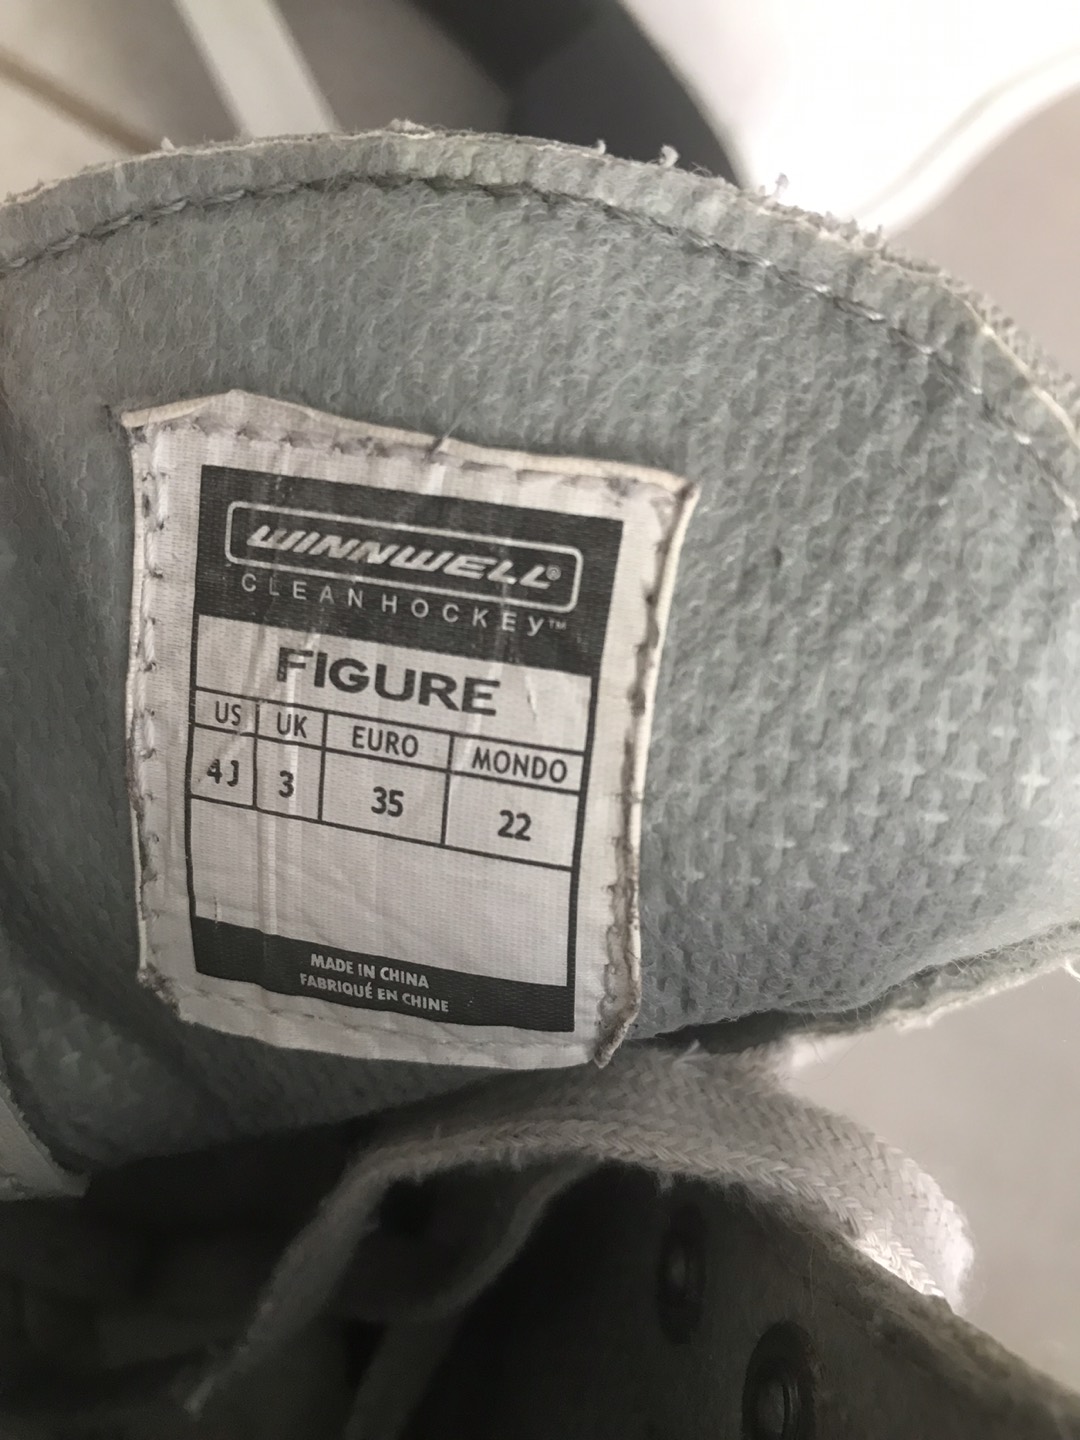 WINNWELL®
CLEAN HOCKEY™
FIGURE
US UK EURO MONDO
4J 3 35 22
MADE IN CHINA
FABRIQUÉ EN CHINE